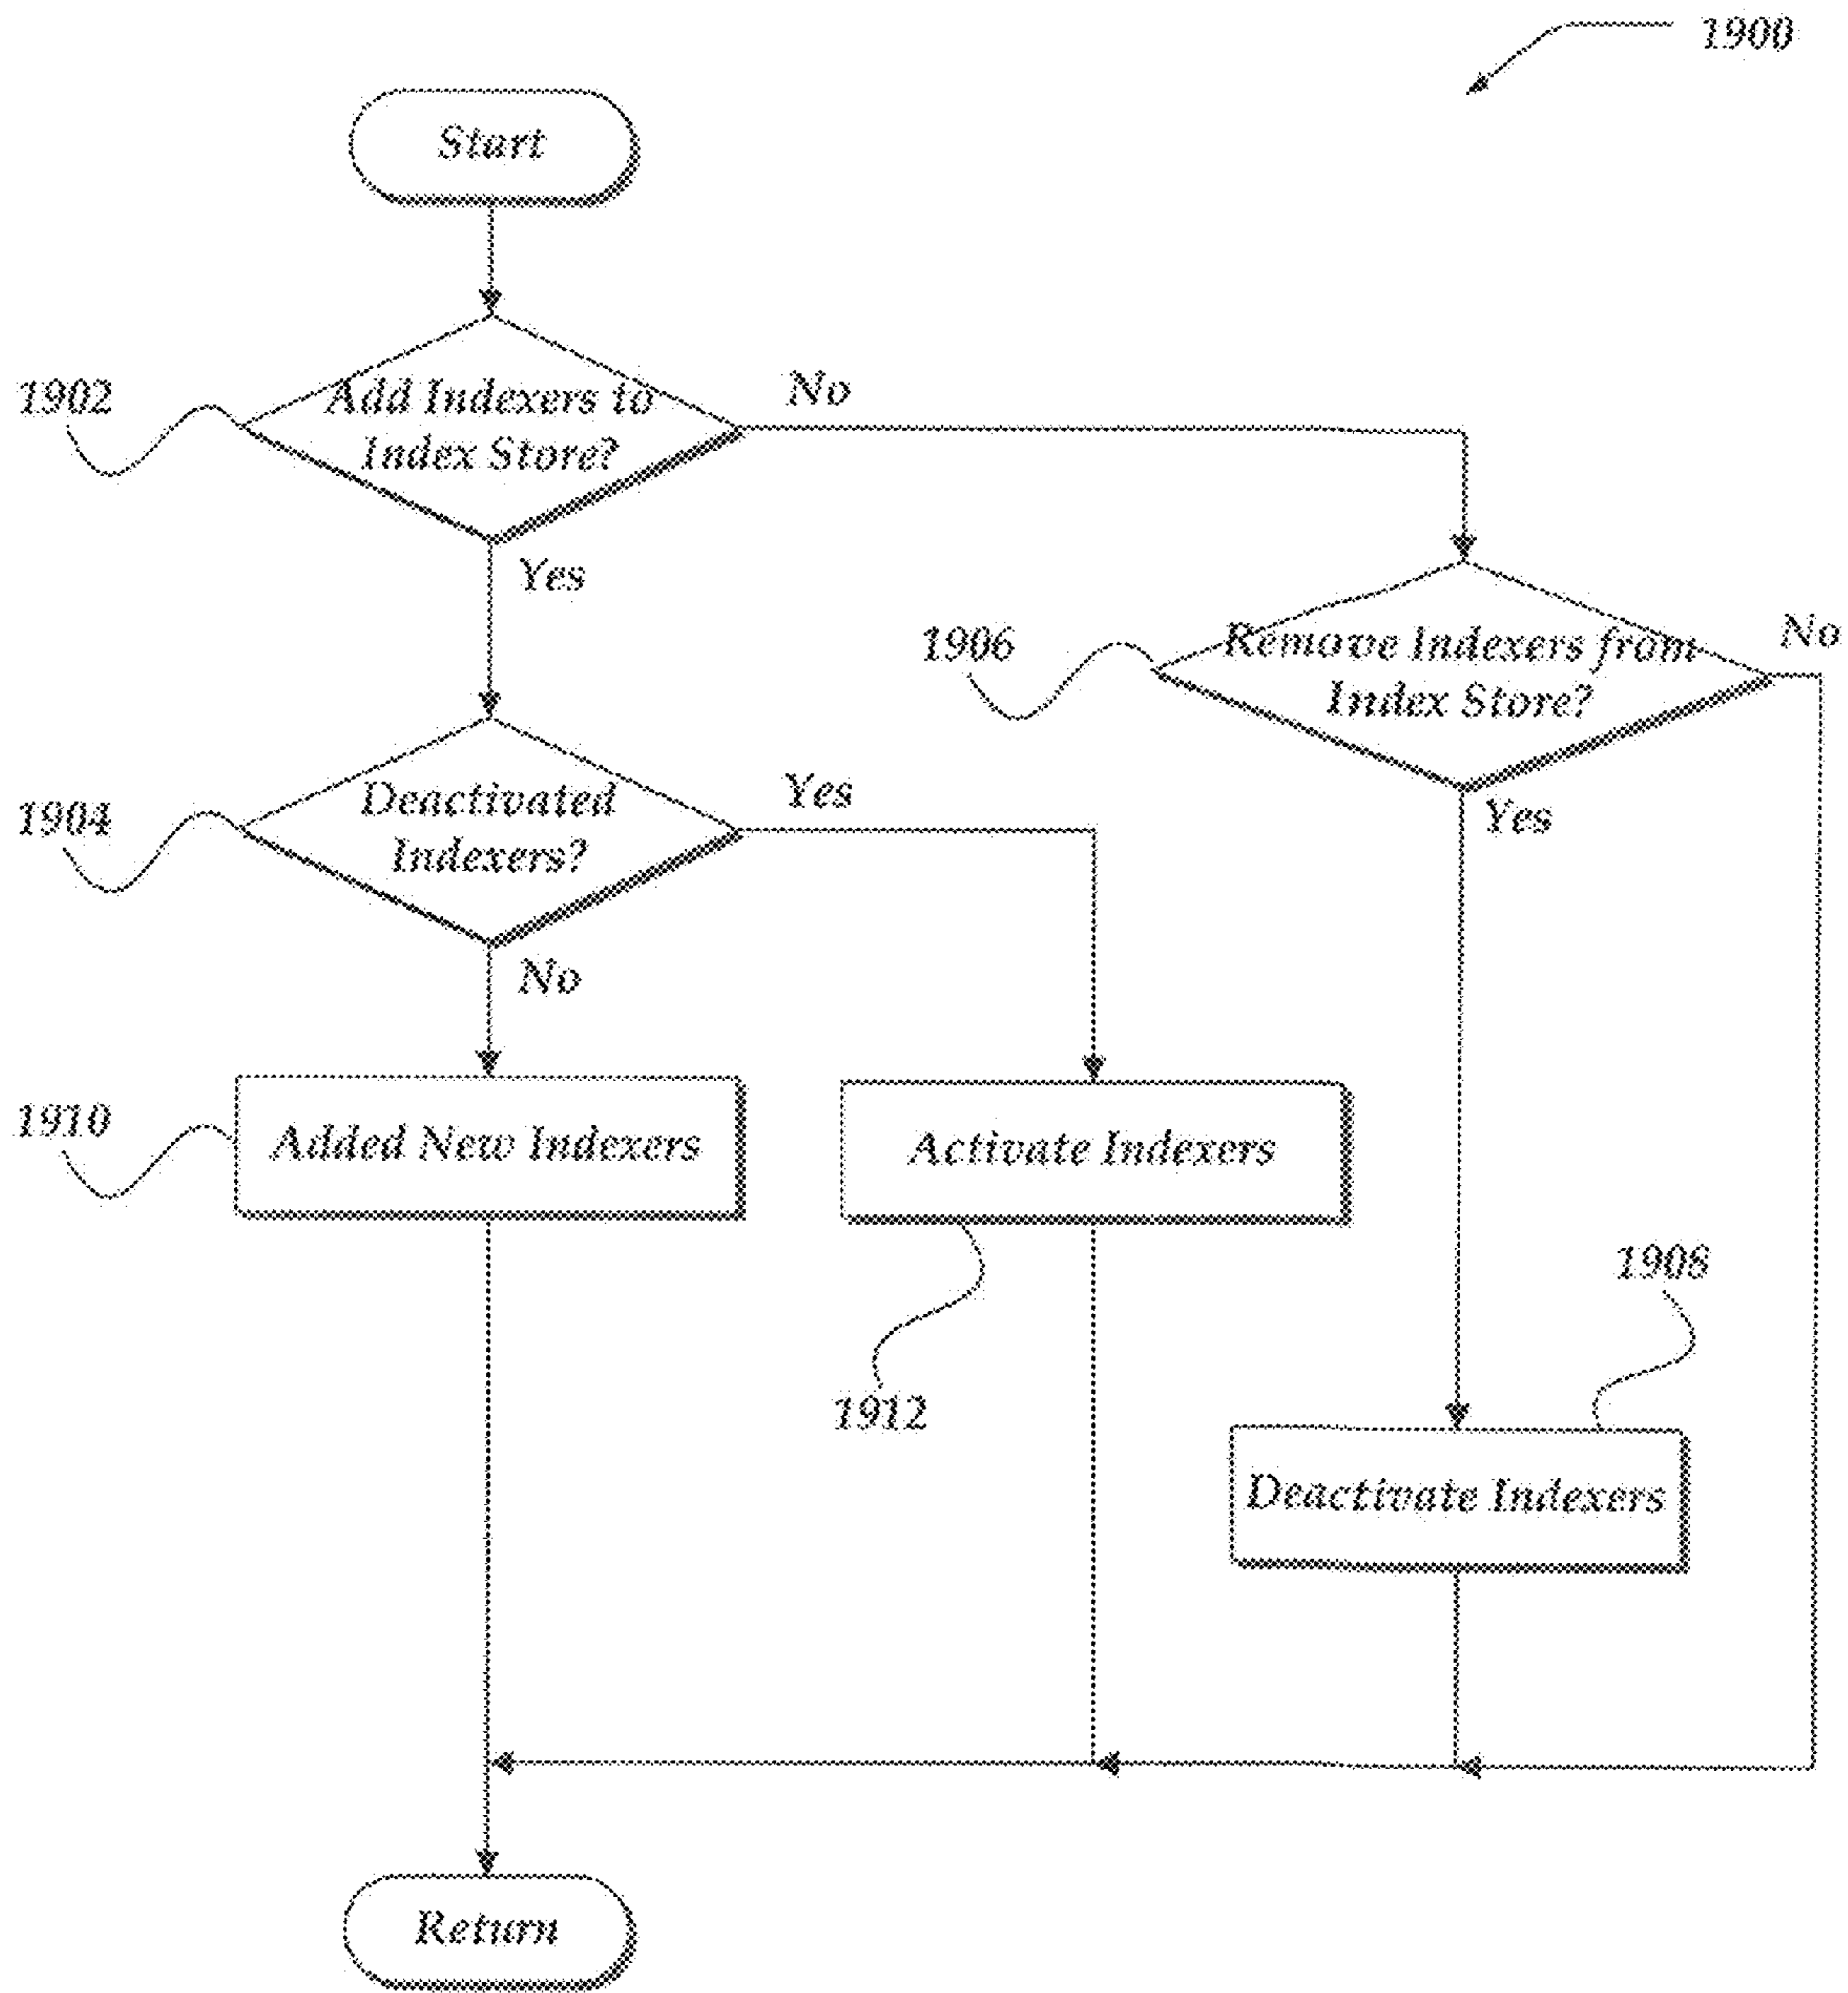 1900
Start
1902
Add Indexers to
Index Store?
No
Yes
1906
Remove Indexers from
Index Store?
No
Yes
1904
Deactivated
Indexers?
Yes
No
1910
Added New Indexers
Activate Indexers
1912
1908
Deactivate Indexers
Return